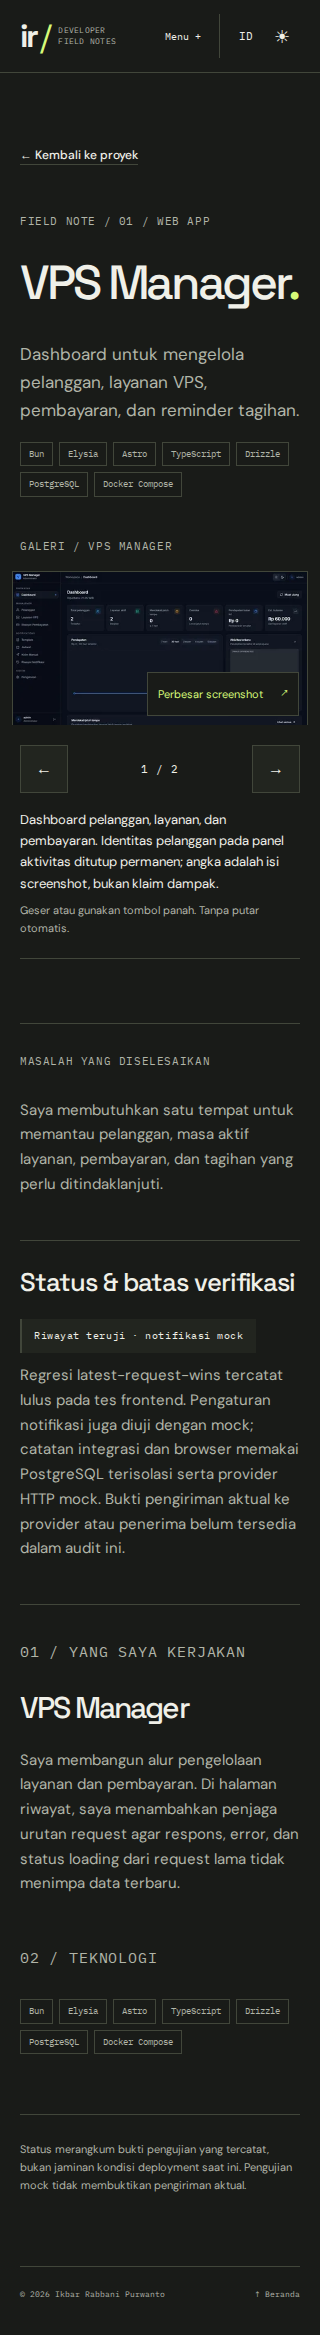 ir/ DEVELOPER
FIELD NOTES
Menu +
ID
← Kembali ke proyek
FIELD NOTE / 01 / WEB APP
VPS Manager.
Dashboard untuk mengelola
pelanggan, layanan VPS,
pembayaran, dan reminder tagihan.
Bun Elysia Astro TypeScript Drizzle
PostgreSQL Docker Compose
GALERI / VPS MANAGER
VPS Manager
Dashboard
Rp 0
Rp 60.000
Perbesar screenshot ↗
← 1 / 2 →
Dashboard pelanggan, layanan, dan
pembayaran. Identitas pelanggan pada panel
aktivitas ditutup permanen; angka adalah isi
screenshot, bukan klaim dampak.
Geser atau gunakan tombol panah. Tanpa putar
otomatis.
MASALAH YANG DISELESAIKAN
Saya membutuhkan satu tempat untuk
memantau pelanggan, masa aktif
layanan, pembayaran, dan tagihan yang
perlu ditindaklanjuti.
Status & batas verifikasi
Riwayat teruji · notifikasi mock
Regresi latest-request-wins tercatat
lulus pada tes frontend. Pengaturan
notifikasi juga diuji dengan mock;
catatan integrasi dan browser memakai
PostgreSQL terisolasi serta provider
HTTP mock. Bukti pengiriman aktual ke
provider atau penerima belum tersedia
dalam audit ini.
01 / YANG SAYA KERJAKAN
VPS Manager
Saya membangun alur pengelolaan
layanan dan pembayaran. Di halaman
riwayat, saya menambahkan penjaga
urutan request agar respons, error, dan
status loading dari request lama tidak
menimpa data terbaru.
02 / TEKNOLOGI
Bun Elysia Astro TypeScript Drizzle
PostgreSQL Docker Compose
Status merangkum bukti pengujian yang tercatat,
bukan jaminan kondisi deployment saat ini. Pengujian
mock tidak membuktikan pengiriman aktual.
© 2026 Ikbar Rabbani Purwanto
↑ Beranda